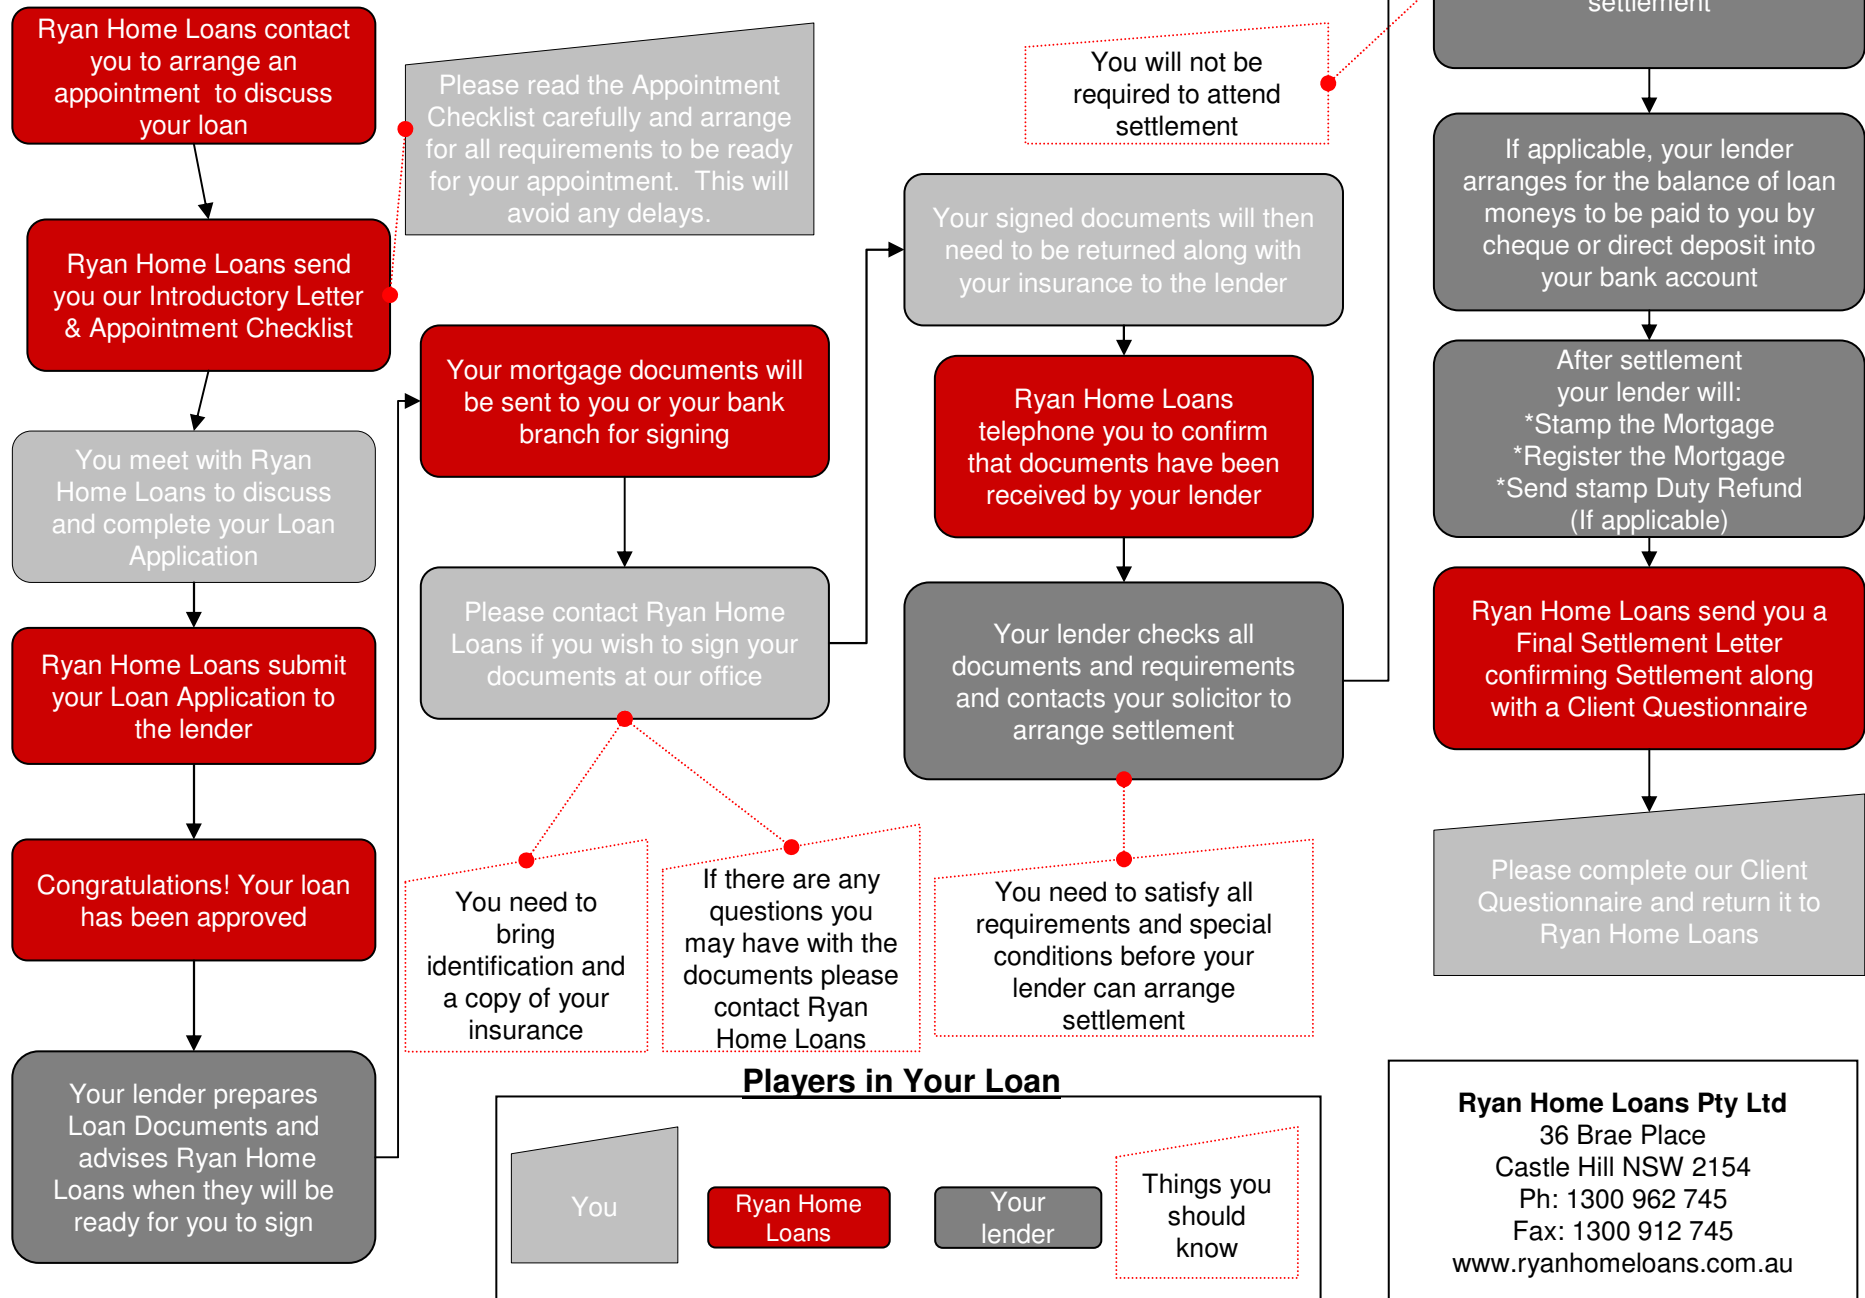 Ryan Home Loans contact
you to arrange an
appointment to discuss
your loan
Ryan Home Loans send
you our Introductory Letter
& Appointment Checklist
You meet with Ryan
Home Loans to discuss
and complete your Loan
Application
Ryan Home Loans submit
your Loan Application to
the lender
Congratulations! Your loan
has been approved
Your lender prepares
Loan Documents and
advises Ryan Home
Loans when they will be
ready for you to sign
Please read the Appointment
Checklist carefully and arrange
for all requirements to be ready
for your appointment. This will
avoid any delays.
Your mortgage documents will
be sent to you or your bank
branch for signing
Please contact Ryan Home
Loans if you wish to sign your
documents at our office
You need to
bring
identification and
a copy of your
insurance
If there are any
questions you
may have with the
documents please
contact Ryan
Home Loans
You will not be
required to attend
settlement
Your signed documents will then
need to be returned along with
your insurance to the lender
Ryan Home Loans
telephone you to confirm
that documents have been
received by your lender
Your lender checks all
documents and requirements
and contacts your solicitor to
arrange settlement
You need to satisfy all
requirements and special
conditions before your
lender can arrange
settlement
settlement
If applicable, your lender
arranges for the balance of loan
moneys to be paid to you by
cheque or direct deposit into
your bank account
After settlement
your lender will:
*Stamp the Mortgage
*Register the Mortgage
*Send stamp Duty Refund
(If applicable)
Ryan Home Loans send you a
Final Settlement Letter
confirming Settlement along
with a Client Questionnaire
Please complete our Client
Questionnaire and return it to
Ryan Home Loans
Players in Your Loan
You
Ryan Home
Loans
Your
lender
Things you
should
know
Ryan Home Loans Pty Ltd
36 Brae Place
Castle Hill NSW 2154
Ph: 1300 962 745
Fax: 1300 912 745
www.ryanhomeloans.com.au